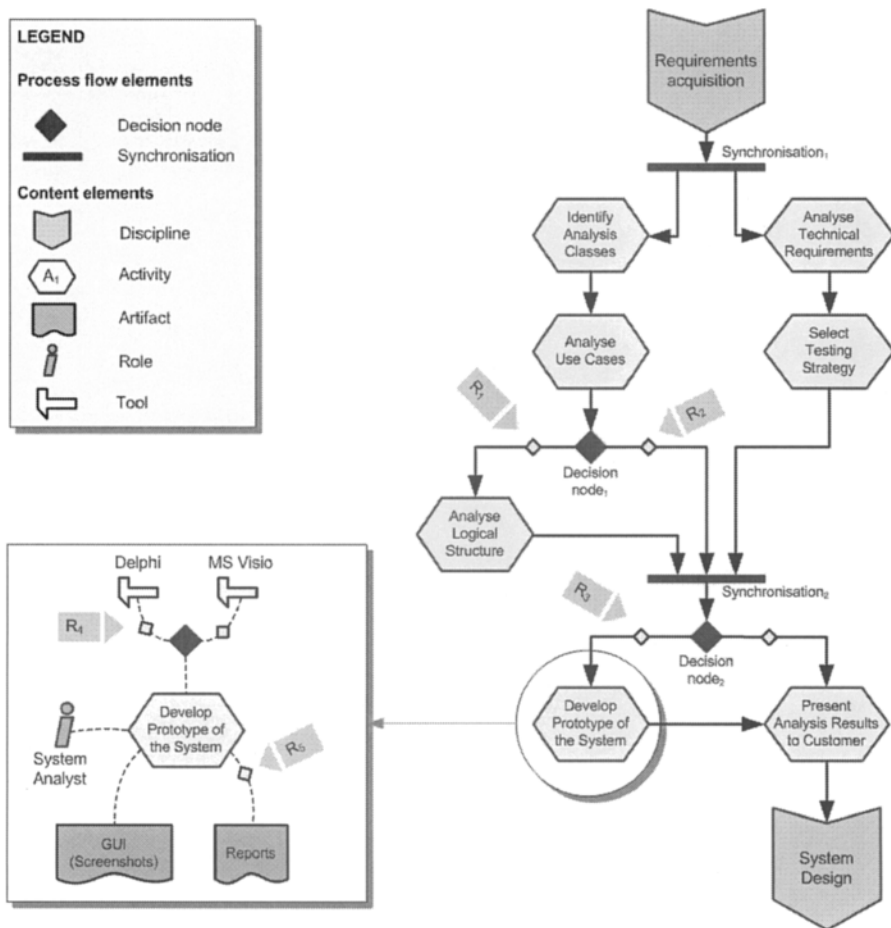 LEGEND
Process flow elements
Decision node
Synchronisation
Content elements
Discipline
A₁
Activity
Artifact
Role
Tool
Requirements
acquisition
Synchronisation₁
Identify
Analysis
Classes
Analyse
Technical
Requirements
Analyse
Use Cases
Select
Testing
Strategy
R₁
R₂
Decision
node₁
Analyse
Logical
Structure
Synchronisation₂
R₃
Decision
node₂
Develop
Prototype of
the System
Present
Analysis Results
to Customer
System
Design
Delphi
MS Visio
R₄
Develop
Prototype of
the System
System
Analyst
R₅
GUI
(Screenshots)
Reports